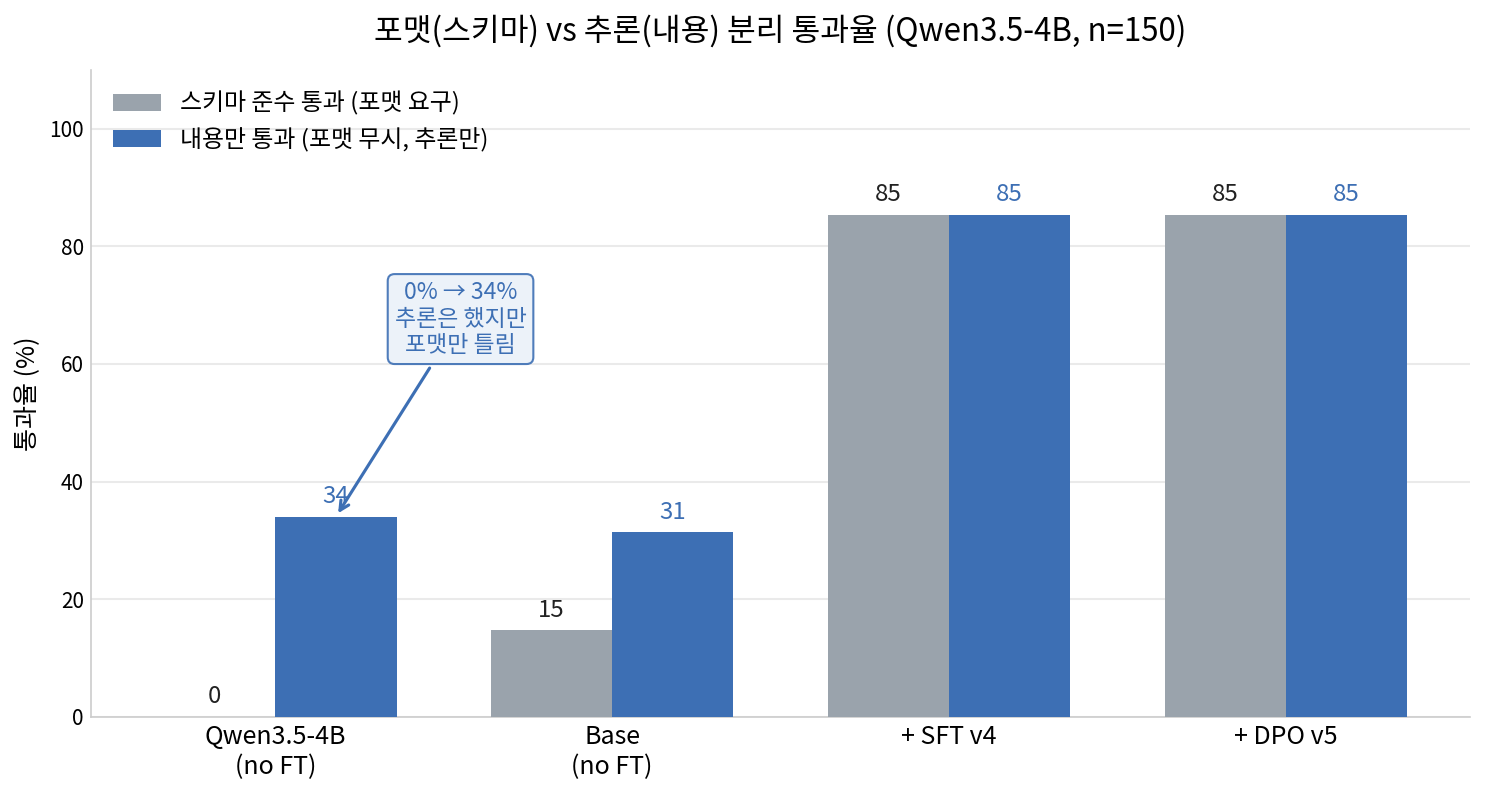 포맷(스키마) vs 추론(내용) 분리 통과율 (Qwen3.5-4B, n=150)
스키마 준수 통과 (포맷 요구)
내용만 통과 (포맷 무시, 추론만)
통과율 (%)
100
80
60
40
20
0
0% → 34%
추론은 했지만
포맷만 틀림
0
34
15
31
85
85
85
85
Qwen3.5-4B
(no FT)
Base
(no FT)
+ SFT v4
+ DPO v5